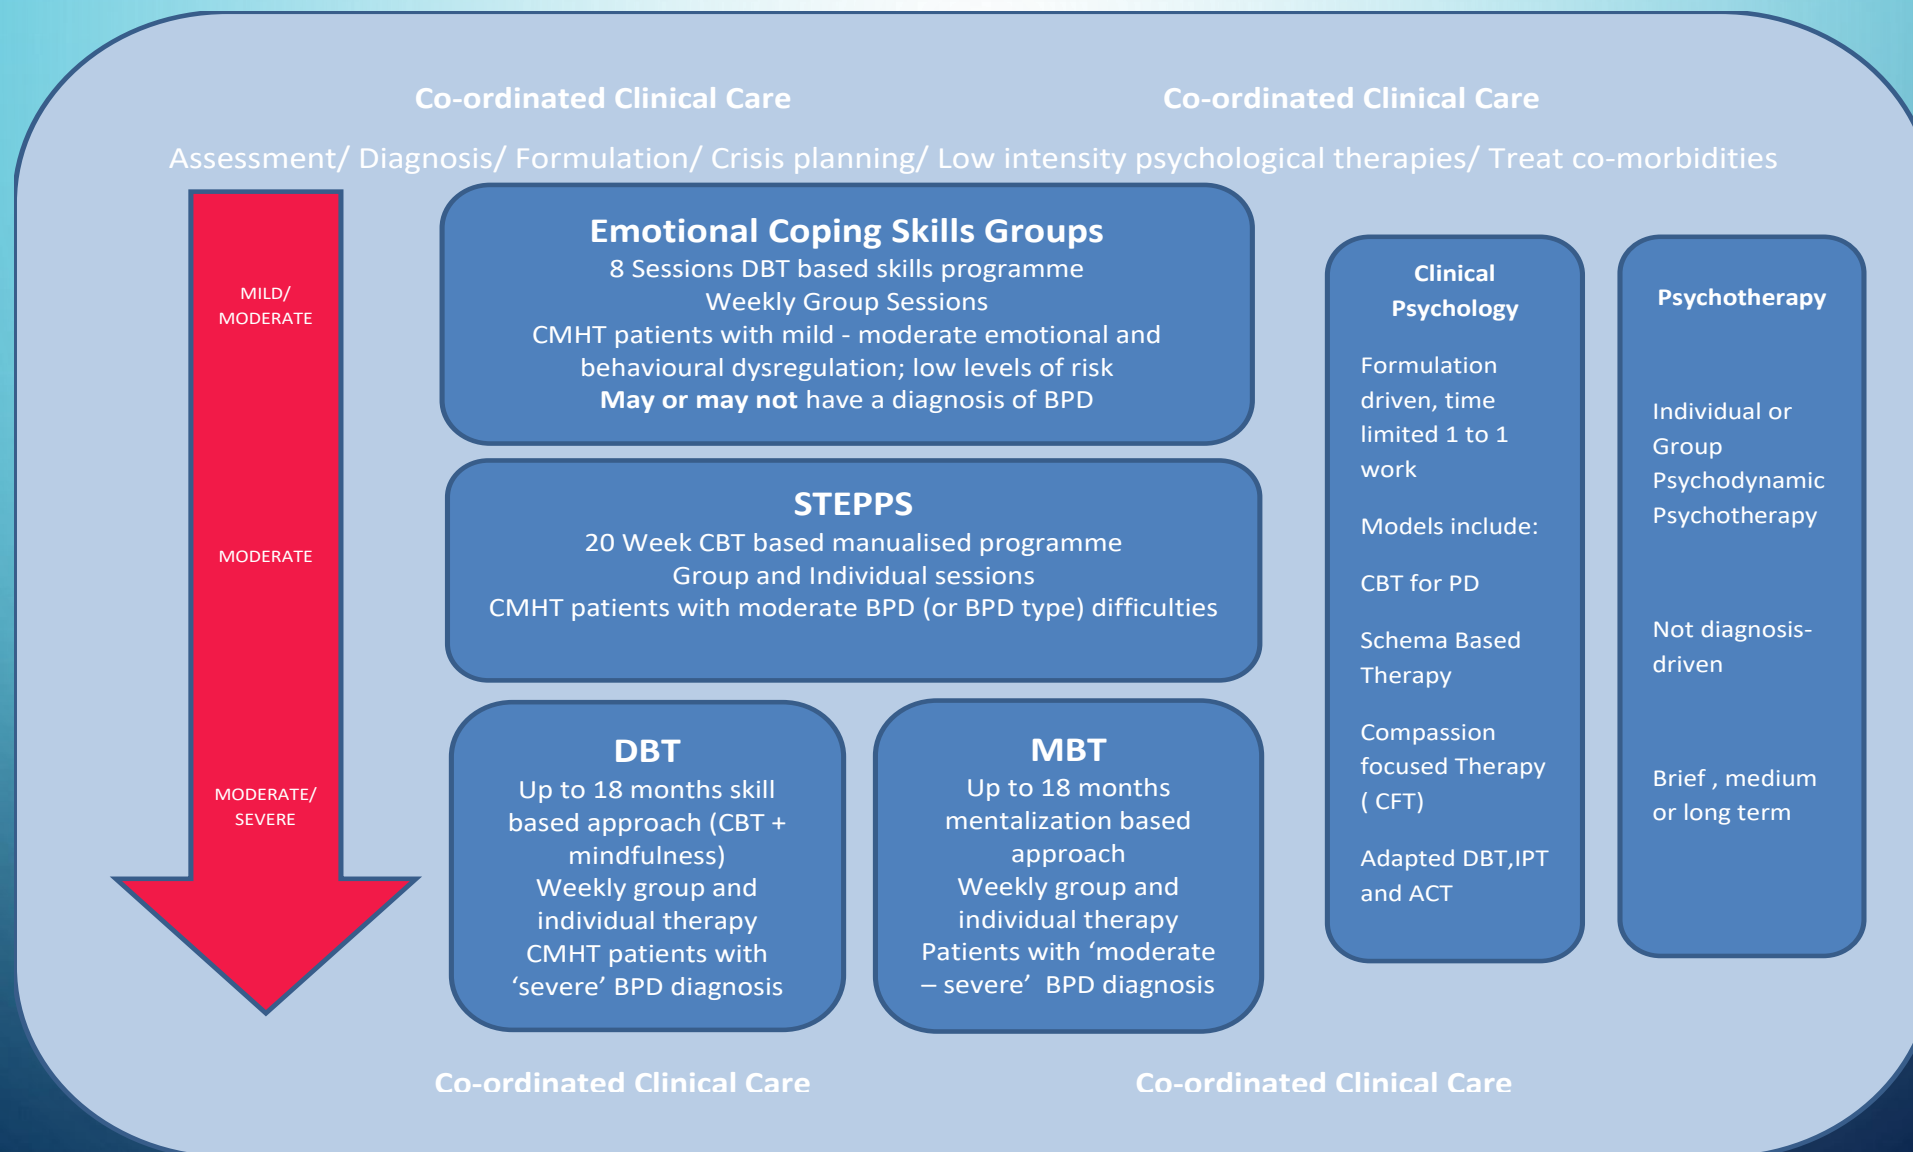 Co-ordinated Clinical Care
Co-ordinated Clinical Care
Assessment/ Diagnosis/ Formulation/ Crisis planning/ Low intensity psychological therapies/ Treat co-morbidities
MILD/
MODERATE
MODERATE
MODERATE/
SEVERE
Emotional Coping Skills Groups
8 Sessions DBT based skills programme
Weekly Group Sessions
CMHT patients with mild - moderate emotional and
behavioural dysregulation; low levels of risk
May or may not have a diagnosis of BPD
STEPPS
20 Week CBT based manualised programme
Group and Individual sessions
CMHT patients with moderate BPD (or BPD type) difficulties
DBT
Up to 18 months skill
based approach (CBT +
mindfulness)
Weekly group and
individual therapy
CMHT patients with
‘severe’ BPD diagnosis
MBT
Up to 18 months
mentalization based
approach
Weekly group and
individual therapy
Patients with ‘moderate
– severe’ BPD diagnosis
Clinical
Psychology
Formulation
driven, time
limited 1 to 1
work
Models include:
CBT for PD
Schema Based
Therapy
Compassion
focused Therapy
( CFT)
Adapted DBT,IPT
and ACT
Psychotherapy
Individual or
Group
Psychodynamic
Psychotherapy
Not diagnosis-
driven
Brief , medium
or long term
Co-ordinated Clinical Care
Co-ordinated Clinical Care